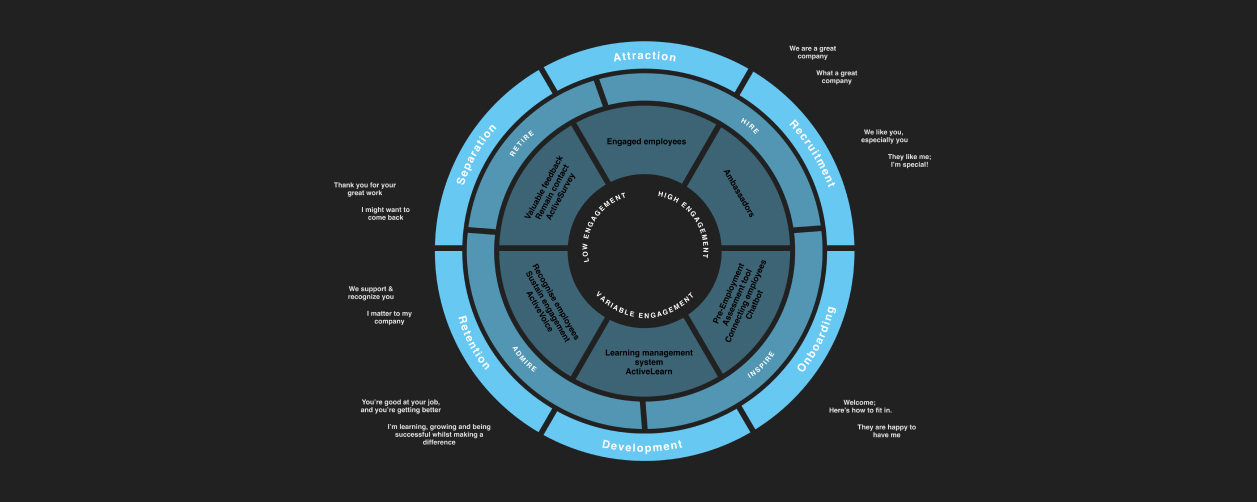 Attraction
We are a great
company
What a great
company
Recruitment
We like you,
especially you
They like me;
I'm special!
Onboarding
Welcome;
Here's how to fit in.
They are happy to
have me
Development
You're good at your job,
and you're getting better
I'm learning, growing and being
successful whilst making a
difference
Retention
We support &
recognize you
I matter to my
company
Separation
Thank you for your
great work
I might want to
come back
HIRE
INSPIRE
ADMIRE
RETIRE
Engaged employees
Ambassadors
Pre-Employment
Assesment tool
Connecting employees
Chatbot
Learning management
system
ActiveLearn
Recognise employees
Sustain engagement
ActiveVoice
Valuable feedback
Remain contact
ActiveSurvey
HIGH ENGAGEMENT
VARIABLE ENGAGEMENT
LOW ENGAGEMENT